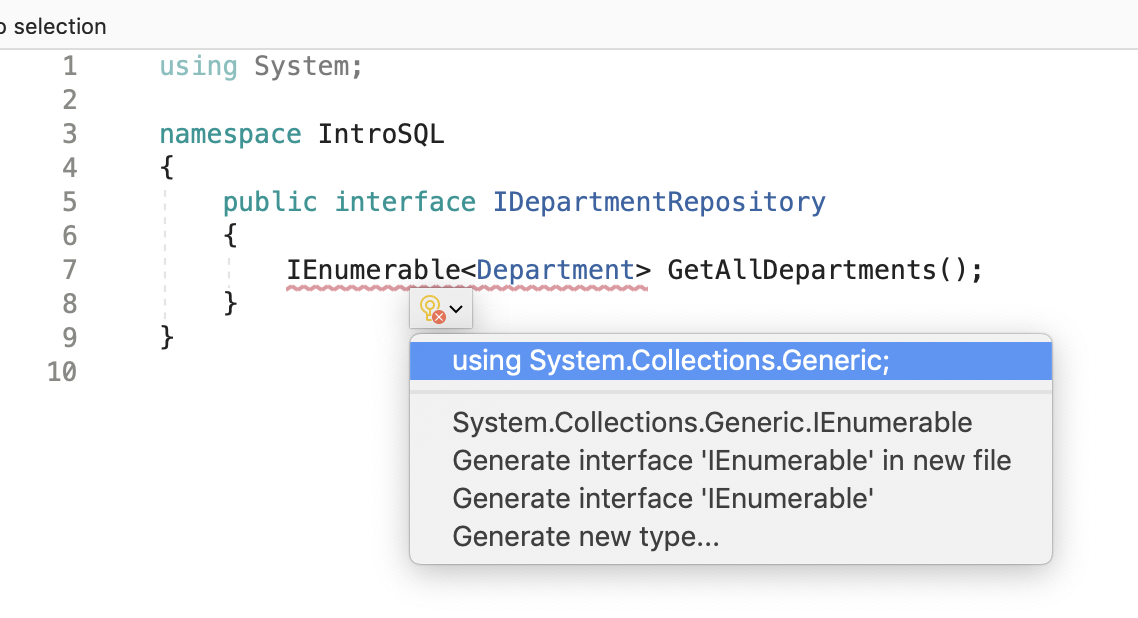 selection
1 using System;
2
3 namespace IntroSQL
4 {
5 public interface IDepartmentRepository
6 {
7 IEnumerable<Department> GetAllDepartments();
8 }
9 }
10
using System.Collections.Generic;
System.Collections.Generic.IEnumerable
Generate interface 'IEnumerable' in new file
Generate interface 'IEnumerable'
Generate new type...